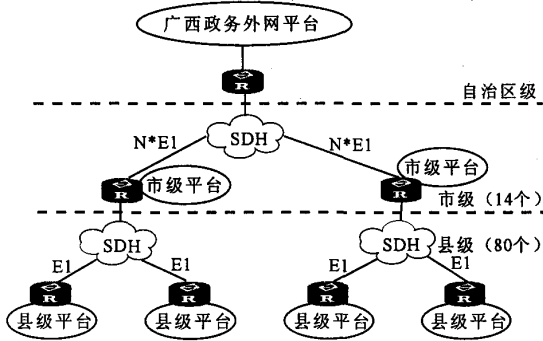 广西政务外网平台
R
自治区级
N*E1
SDH
N*E1
R
市级平台
市级平台
R
市级（14个）
SDH
SDH
县级（80个）
E1
E1
E1
E1
R
R
R
R
县级平台
县级平台
县级平台
县级平台